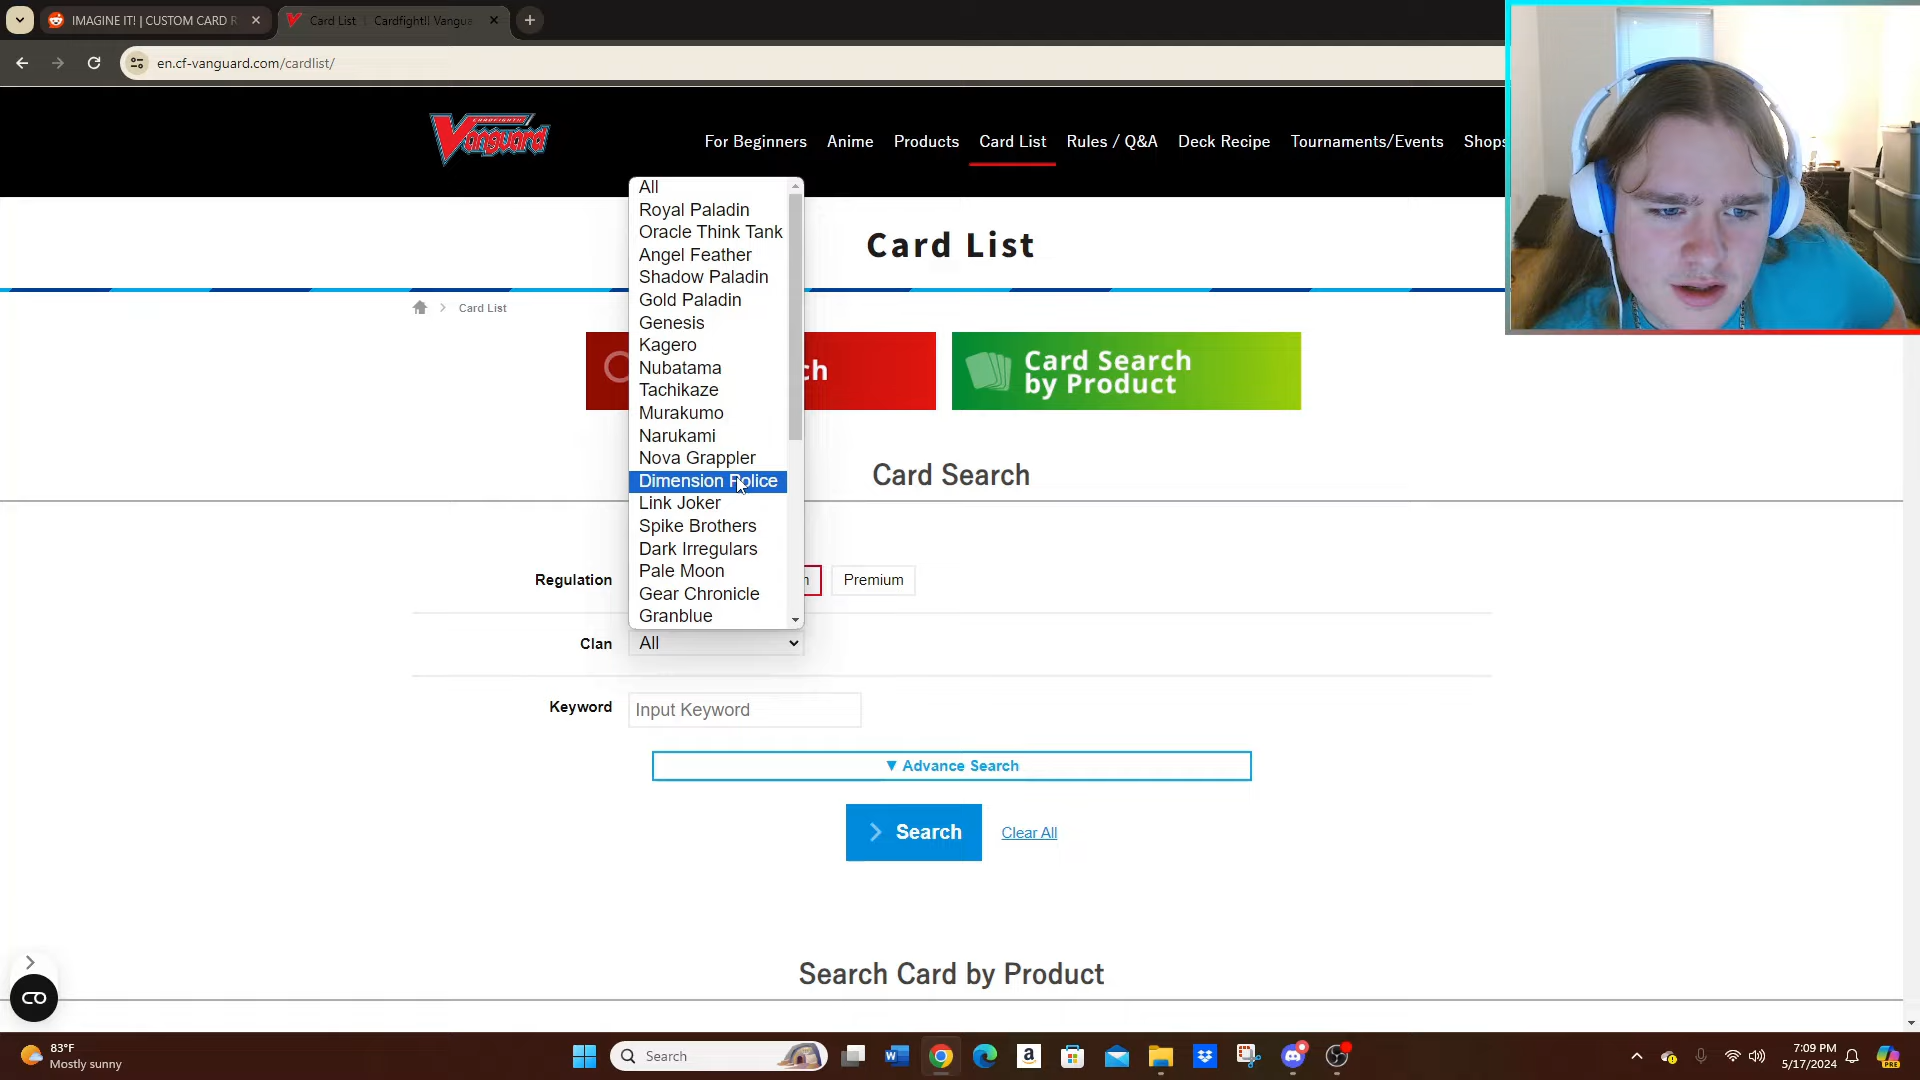 IMAGINE IT! | CUSTOM CARD R
Card List | Cardfight!! Vangua
en.cf-vanguard.com/cardlist/
CARDFIGHT!!
Vanguard
For Beginners
Anime
Products
Card List
Rules / Q&A
Deck Recipe
Tournaments/Events
Shops
Card List
Card List
All
Royal Paladin
Oracle Think Tank
Angel Feather
Shadow Paladin
Gold Paladin
Genesis
Kagero
Nubatama
Tachikaze
Murakumo
Narukami
Nova Grappler
Dimension Police
Link Joker
Spike Brothers
Dark Irregulars
Pale Moon
Gear Chronicle
Granblue
ch
Card Search
by Product
Card Search
Regulation
n
Premium
Clan
All
Keyword
Input Keyword
▼ Advance Search
Search
Clear All
Search Card by Product
83°F
Mostly sunny
Search
7:09 PM
5/17/2024
PRE